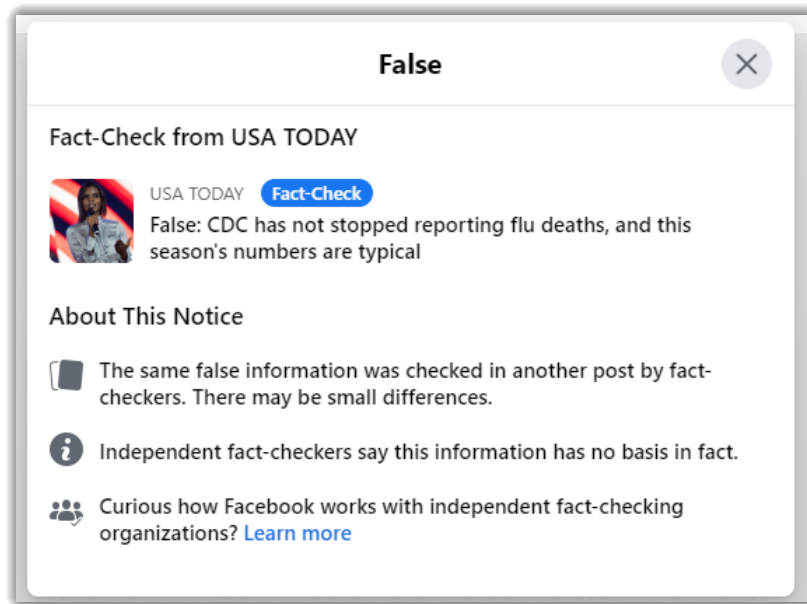 False
Fact-Check from USA TODAY
USA TODAY Fact-Check
False: CDC has not stopped reporting flu deaths, and this
season's numbers are typical
About This Notice
The same false information was checked in another post by fact-
checkers. There may be small differences.
Independent fact-checkers say this information has no basis in fact.
Curious how Facebook works with independent fact-checking
organizations? Learn more